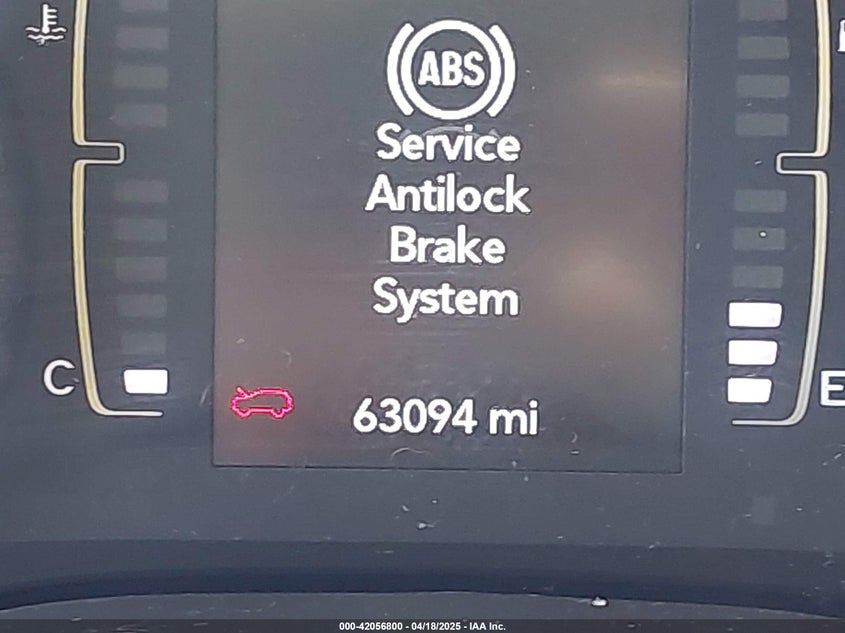 ABS
Service
Antilock
Brake
System
C
E
63094 mi
000-42056800 - 04/18/2025 - IAA Inc.